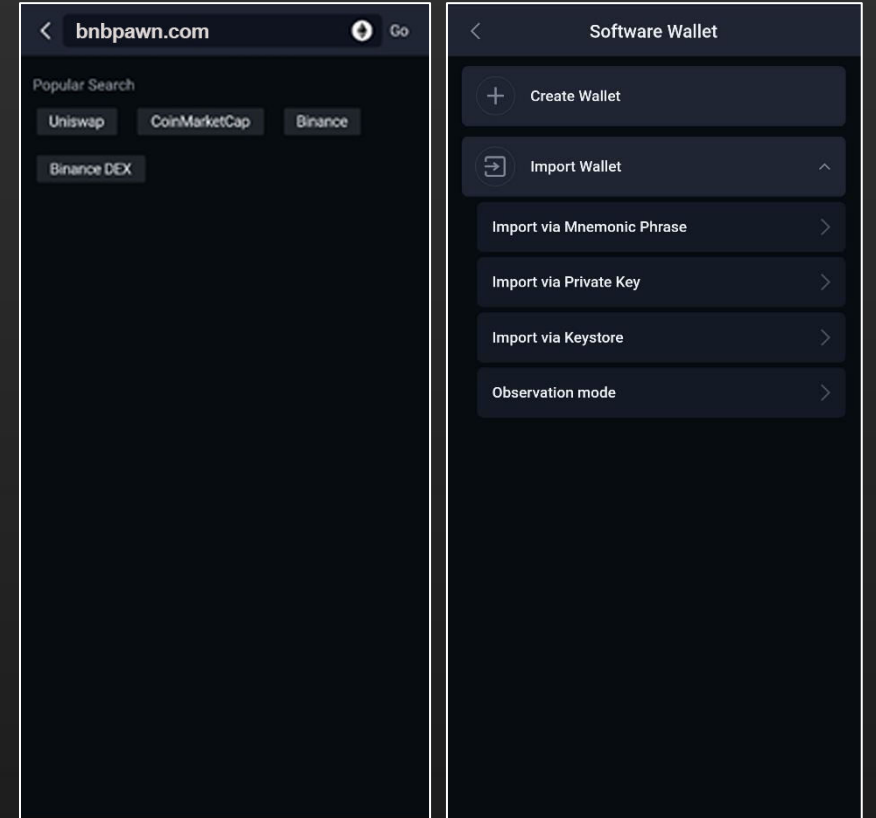 bnbpawn.com Go
Popular Search
Uniswap CoinMarketCap Binance
Binance DEX
Software Wallet
Create Wallet
Import Wallet
Import via Mnemonic Phrase
Import via Private Key
Import via Keystore
Observation mode